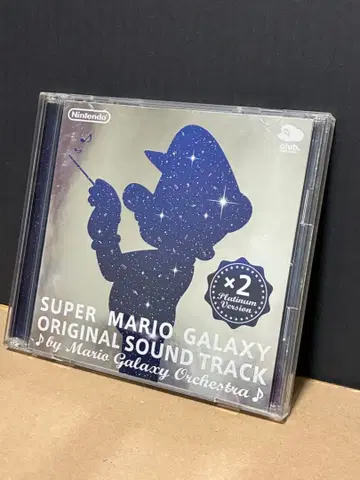 Nintendo
club
×2
Platinum
Version
SUPER MARIO GALAXY
ORIGINAL SOUND TRACK
♪ by Mario Galaxy Orchestra ♪